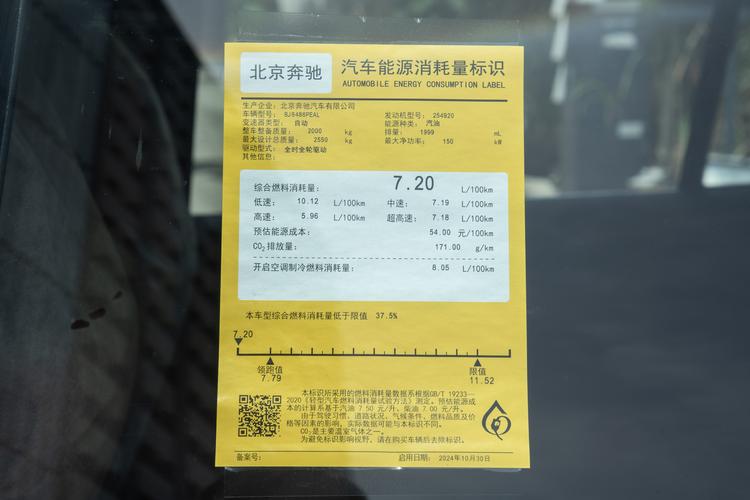 北京奔驰
汽车能源消耗量标识
AUTOMOBILE ENERGY CONSUMPTION LABEL
生产企业：北京奔驰汽车有限公司
车辆型号：BJ6486PEAL 发动机型号：254920
变速器类型：自动 能源种类：汽油
整车整备质量：2000 kg 排量：1999 mL
最大设计总质量：2550 kg 最大净功率：150 kW
驱动型式：全时全轮驱动
其他信息：
综合燃料消耗量：7.20 L/100km
低速：10.12 L/100km 中速：7.19 L/100km
高速：5.96 L/100km 超高速：7.18 L/100km
预估能源成本：54.00 元/100km
CO₂排放量：171.00 g/km
开启空调制冷燃料消耗量：8.05 L/100km
本车型综合燃料消耗量低于限值 37.5%
7.20
领跑值 限值
7.79 11.52
本标识所采用的燃料消耗量数据系根据GB/T 19233—
2020《轻型汽车燃料消耗量试验方法》测定。预估能源成
本的计算系基于汽油 7.50 元/升、柴油 7.00 元/升。
由于驾驶习惯、道路状况、气候条件、燃料品质及价
格等因素的影响，实际数据可能与本标识不同。
CO₂是主要温室气体之一。
为避免标识影响视野，请在购买车辆后去除标识。
备案号： 启用日期：2024年10月30日